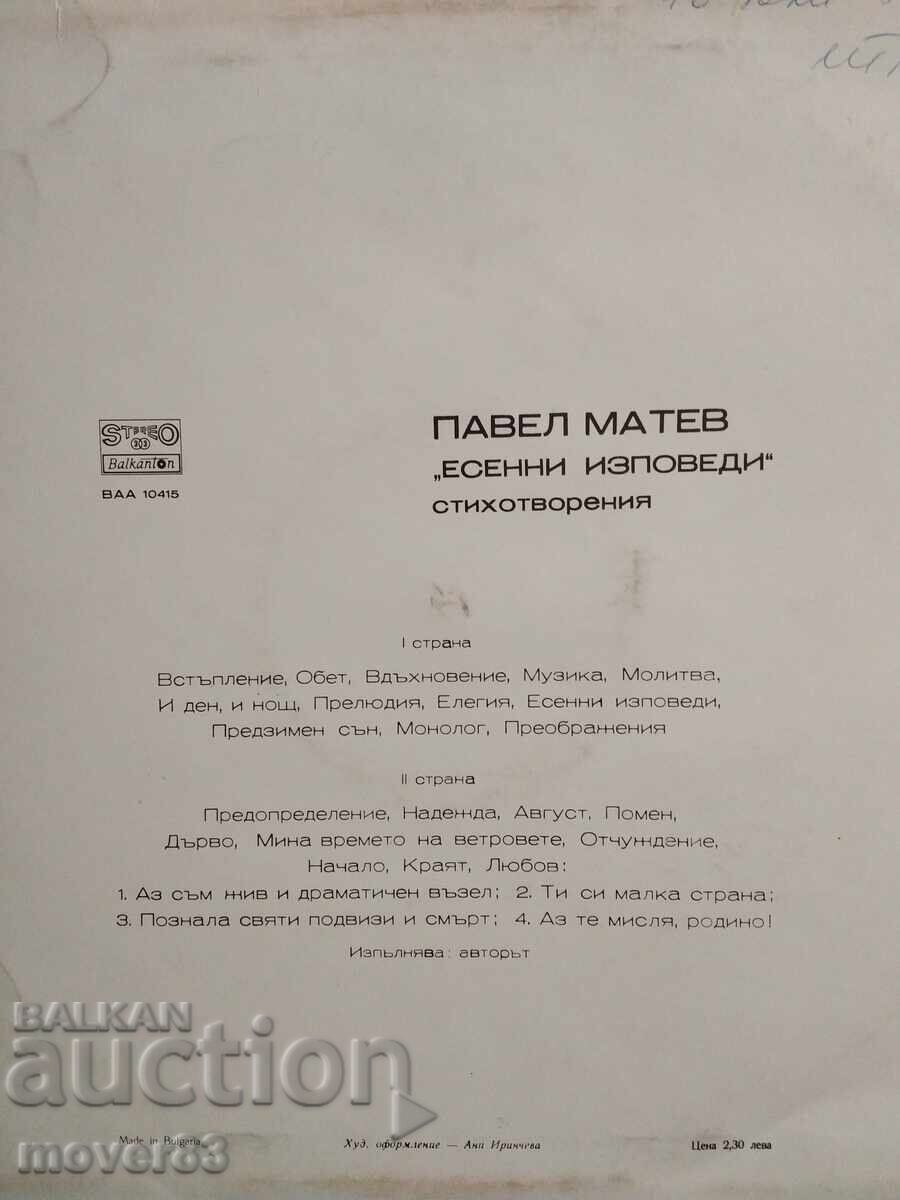 STEREO
33
Balkanton
ВАА 10415
ПАВЕЛ МАТЕВ
„ЕСЕННИ ИЗПОВЕДИ“
стихотворения
I страна
Встъпление, Обет, Вдъхновение, Музика, Молитва,
И ден, и нощ, Прелюдия, Елегия, Есенни изповеди,
Предзимен сън, Монолог, Преображения
II страна
Предопределение, Надежда, Август, Помен,
Дърво, Мина времето на ветровете, Отчуждение,
Начало, Краят, Любов:
1. Аз съм жив и драматичен възел; 2. Ти си малка страна;
3. Познала святи подвизи и смърт; 4. Аз те мисля, родино!
Изпълнява: авторът
BALKAN
auction
Made in Bulgaria
Худ. оформление — Ани Иринчева
Цена 2,30 лева
mover83